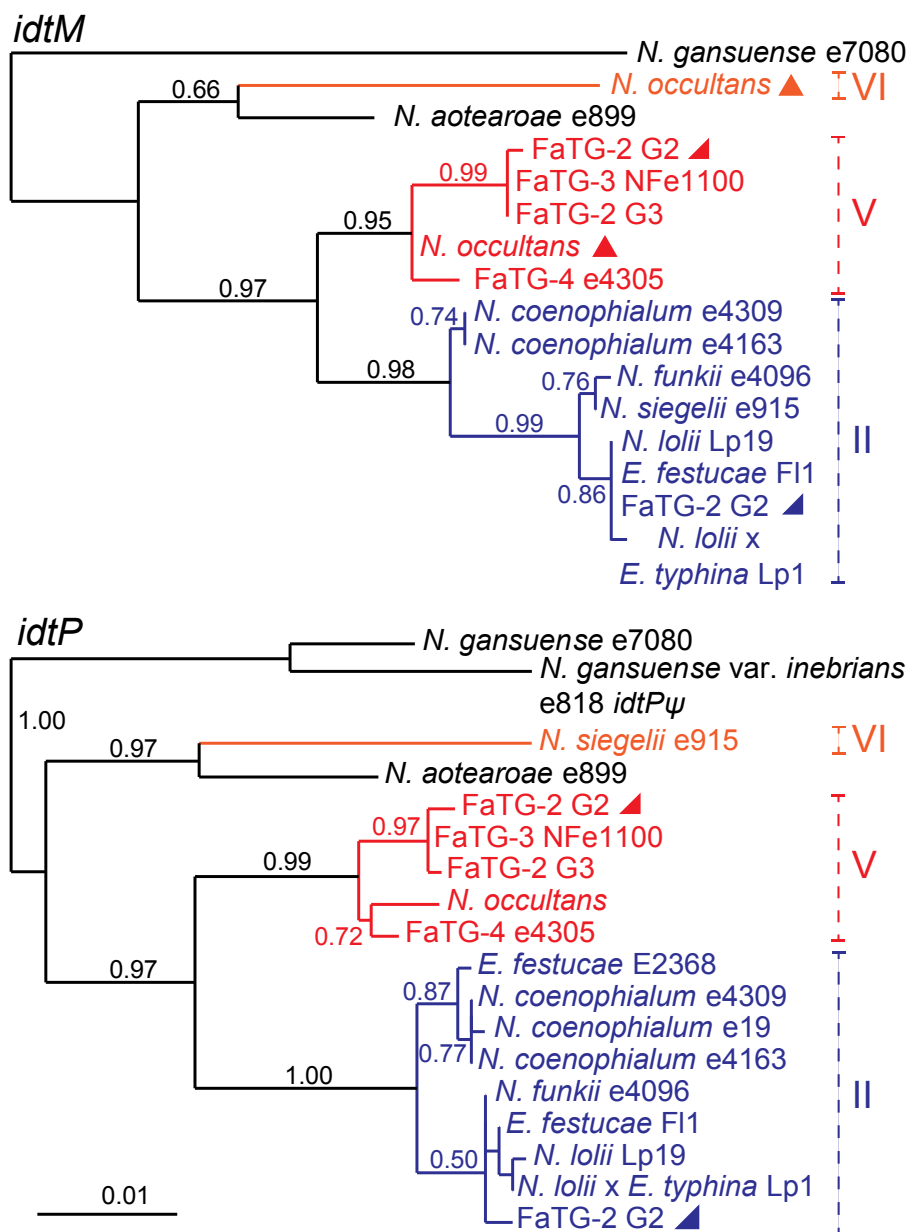 idtM
N. gansuense e7080
0.66
N. occultans
VI
N. aotearoae e899
FaTG-2 G2
0.99
FaTG-3 NFe1100
V
FaTG-2 G3
0.95
N. occultans
FaTG-4 e4305
0.97
N. coenophialum e4309
0.74
N. coenophialum e4163
0.98
N. funkii e4096
0.76
N. siegelii e915
0.99
N. lolii Lp19
II
E. festucae Fl1
0.86
FaTG-2 G2
N. lolii x
E. typhina Lp1
idtP
N. gansuense e7080
N. gansuense var. inebrians
e818 idtPψ
1.00
0.97
N. siegelii e915
VI
N. aotearoae e899
FaTG-2 G2
0.97
FaTG-3 NFe1100
V
0.99
FaTG-2 G3
N. occultans
0.72
FaTG-4 e4305
0.97
E. festucae E2368
0.87
N. coenophialum e4309
N. coenophialum e19
0.77
N. coenophialum e4163
1.00
N. funkii e4096
II
E. festucae Fl1
0.50
N. lolii Lp19
N. lolii x E. typhina Lp1
0.01
FaTG-2 G2